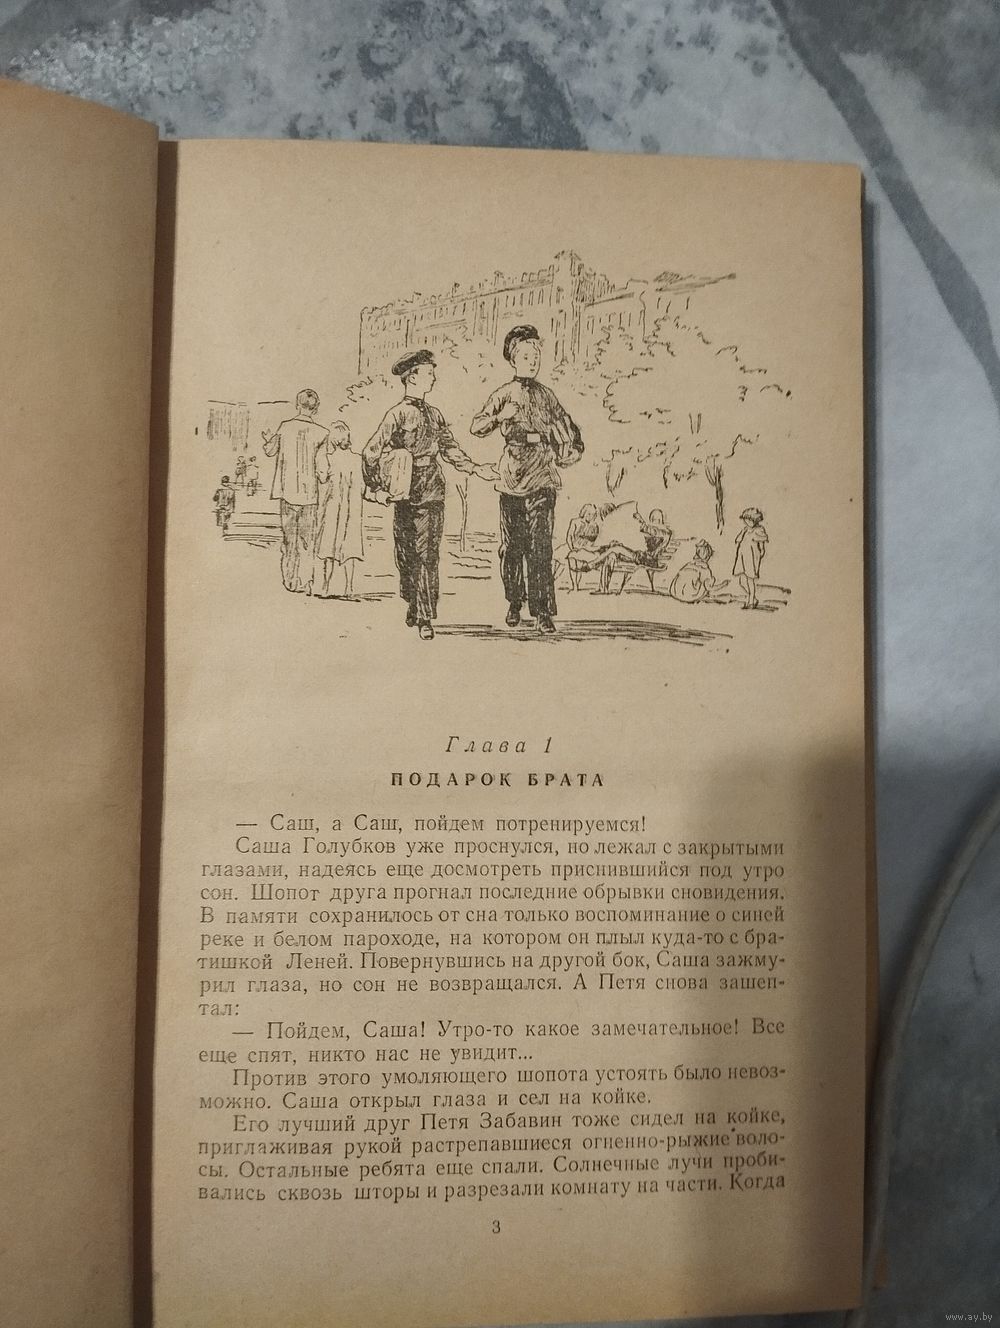 Глава 1
ПОДАРОК БРАТА
— Саш, а Саш, пойдем потренируемся!
Саша Голубков уже проснулся, но лежал с закрытыми
глазами, надеясь еще досмотреть приснившийся под утро
сон. Шопот друга прогнал последние обрывки сновидения.
В памяти сохранилось от сна только воспоминание о синей
реке и белом пароходе, на котором он плыл куда-то с бра-
тишкой Леней. Повернувшись на другой бок, Саша зажму-
рил глаза, но сон не возвращался. А Петя снова зашеп-
тал:
— Пойдем, Саша! Утро-то какое замечательное! Все
еще спят, никто нас не увидит...
Против этого умоляющего шопота устоять было невоз-
можно. Саша открыл глаза и сел на койке.
Его лучший друг Петя Забавин тоже сидел на койке,
приглаживая рукой растрепавшиеся огненно-рыжие воло-
сы. Остальные ребята еще спали. Солнечные лучи проби-
вались сквозь шторы и разрезали комнату на части. Когда
3
www.ay.by